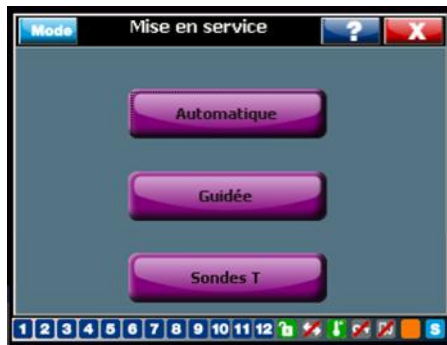 Mode Mise en service ? X
Automatique
Guidée
Sondes T
1 2 3 4 5 6 7 8 9 10 11 12 S